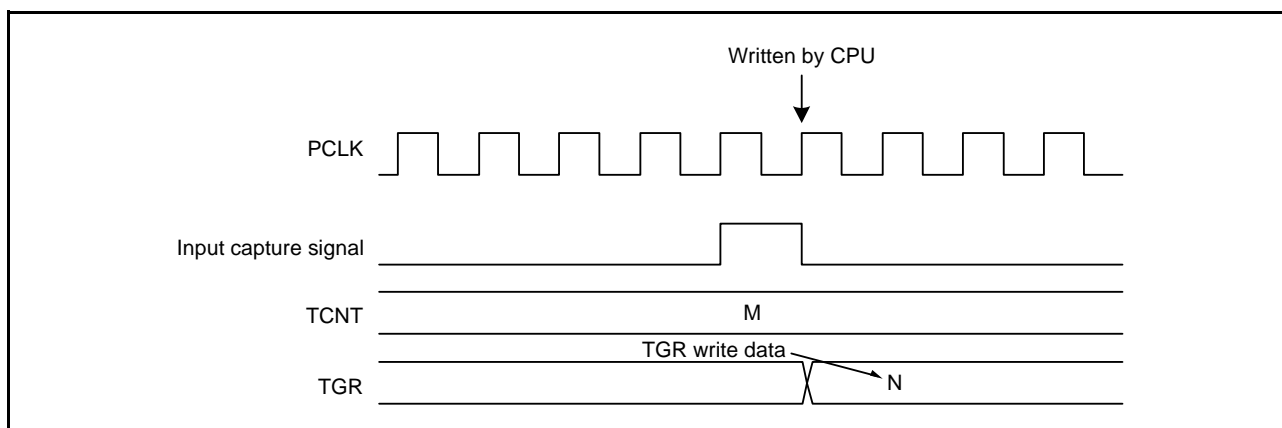 Written by CPU
PCLK
Input capture signal
TCNT
M
TGR write data
TGR
N